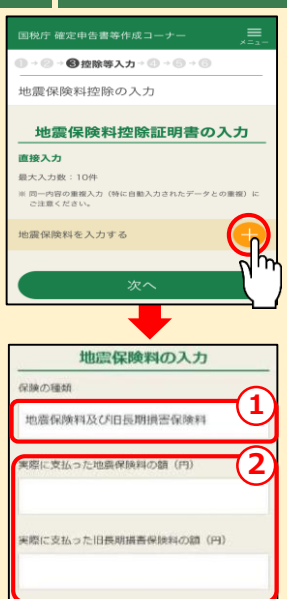 国税庁 確定申告書等作成コーナー
メニュー
①→②→③控除等入力→④→⑤→⑥
地震保険料控除の入力
地震保険料控除証明書の入力
直接入力
最大入力数：10件
※ 同一内容の重複入力（特に自動入力されたデータとの重複）に
ご注意ください。
地震保険料を入力する
＋
次へ
地震保険料の入力
保険の種類
①
地震保険料及び旧長期損害保険料
②
実際に支払った地震保険料の額（円）
実際に支払った旧長期損害保険料の額（円）